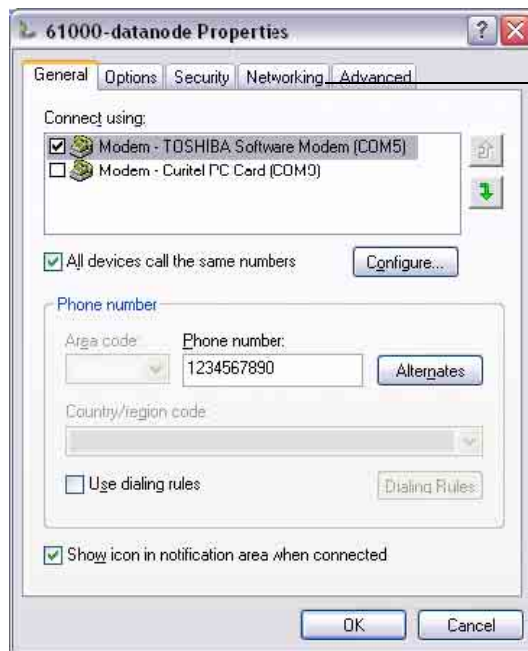 61000-datanode Properties
General Options Security Networking Advanced
Connect using:
Modem - TOSHIBA Software Modem (COM5)
Modem - Curitel PC Card (COM9)
All devices call the same numbers
Configure...
Phone number
Area code: Phone number:
1234567890
Alternates
Country/region code
Use dialing rules
Dialing Rules
Show icon in notification area when connected
OK Cancel